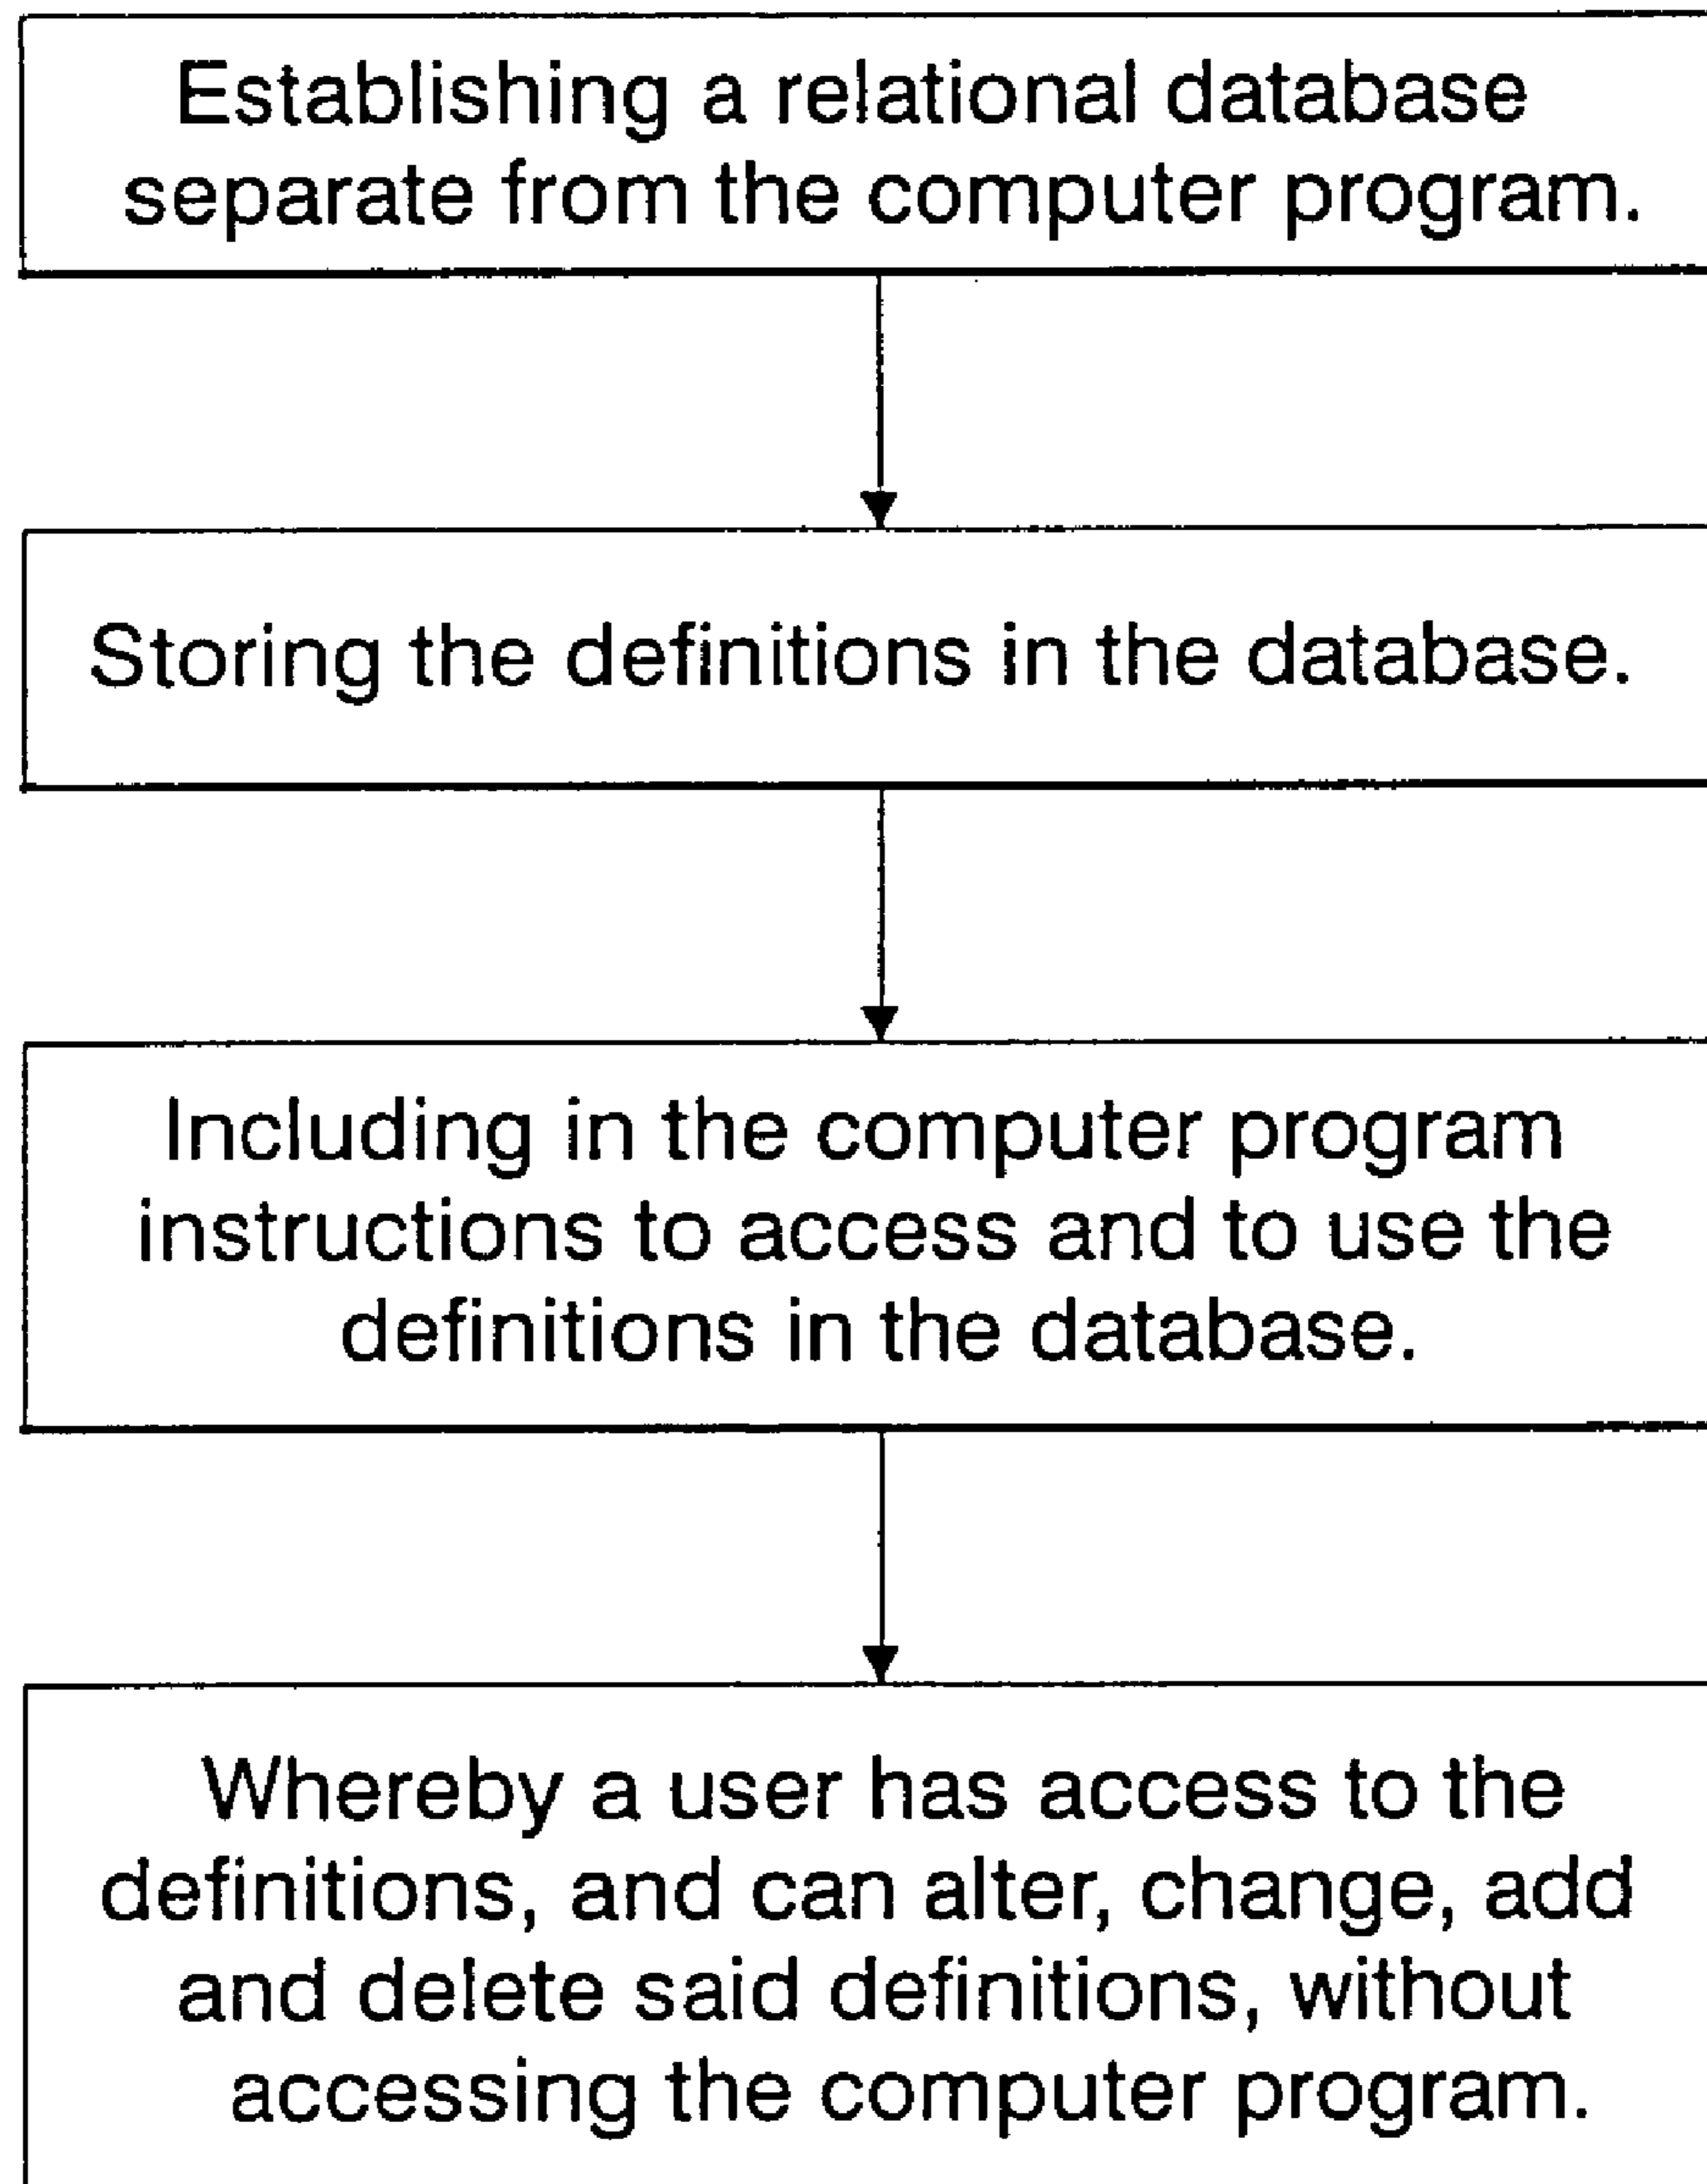 Establishing a relational database
separate from the computer program.
Storing the definitions in the database.
Including in the computer program
instructions to access and to use the
definitions in the database.
Whereby a user has access to the
definitions, and can alter, change, add
and delete said definitions, without
accessing the computer program.